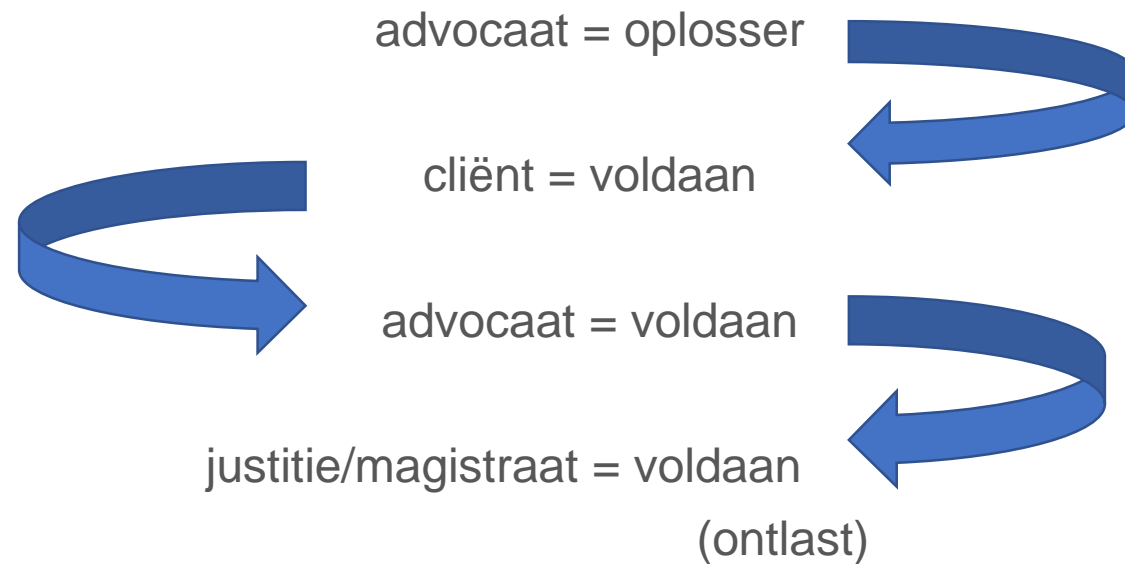 advocaat = oplosser
cliënt = voldaan
advocaat = voldaan
justitie/magistraat = voldaan
(ontlast)